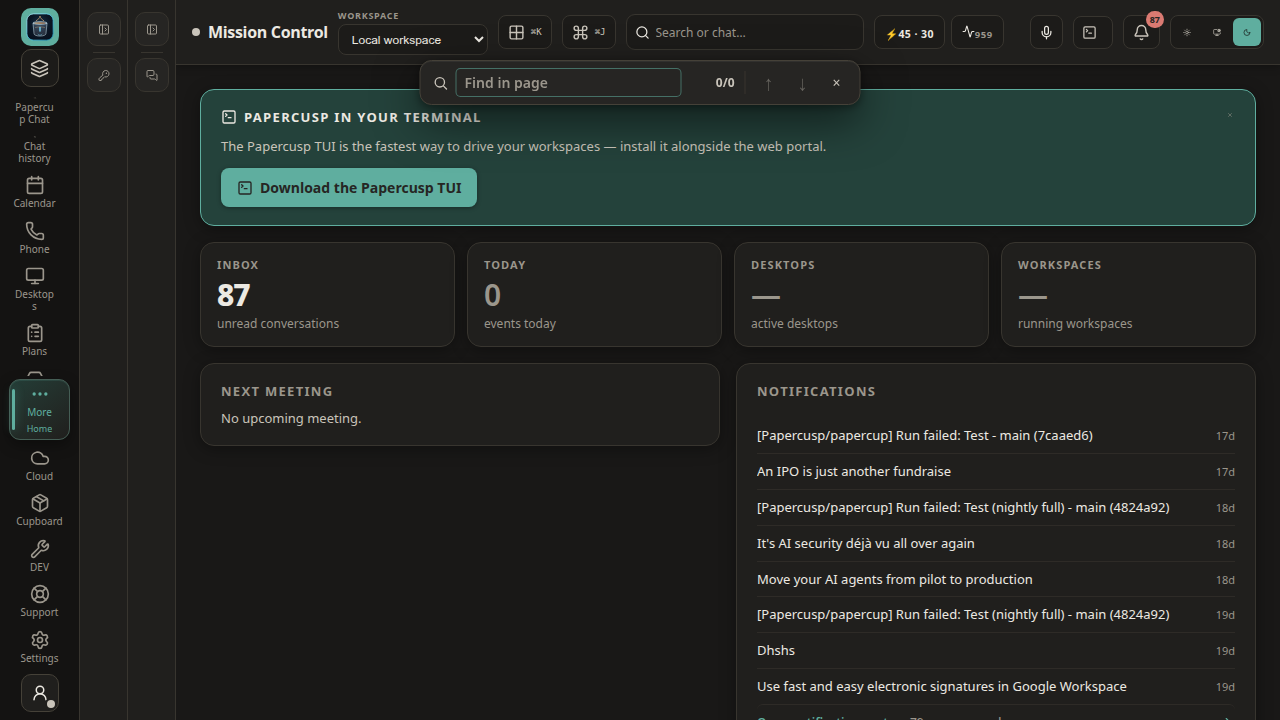 WORKSPACE
Mission Control
Local workspace
⌘K
⌘J
Search or chat...
⚡45 · 30
959
87
Find in page
0/0
Papercu
p Chat
Chat
history
Calendar
Phone
Desktop
s
Plans
More
Home
Cloud
Cupboard
DEV
Support
Settings
PAPERCUSP IN YOUR TERMINAL
The Papercusp TUI is the fastest way to drive your workspaces — install it alongside the web portal.
Download the Papercusp TUI
INBOX
87
unread conversations
TODAY
0
events today
DESKTOPS
—
active desktops
WORKSPACES
—
running workspaces
NEXT MEETING
No upcoming meeting.
NOTIFICATIONS
[Papercusp/papercup] Run failed: Test - main (7caaed6) 17d
An IPO is just another fundraise 17d
[Papercusp/papercup] Run failed: Test (nightly full) - main (4824a92) 18d
It's AI security déjà vu all over again 18d
Move your AI agents from pilot to production 18d
[Papercusp/papercup] Run failed: Test (nightly full) - main (4824a92) 19d
Dhshs 19d
Use fast and easy electronic signatures in Google Workspace 19d